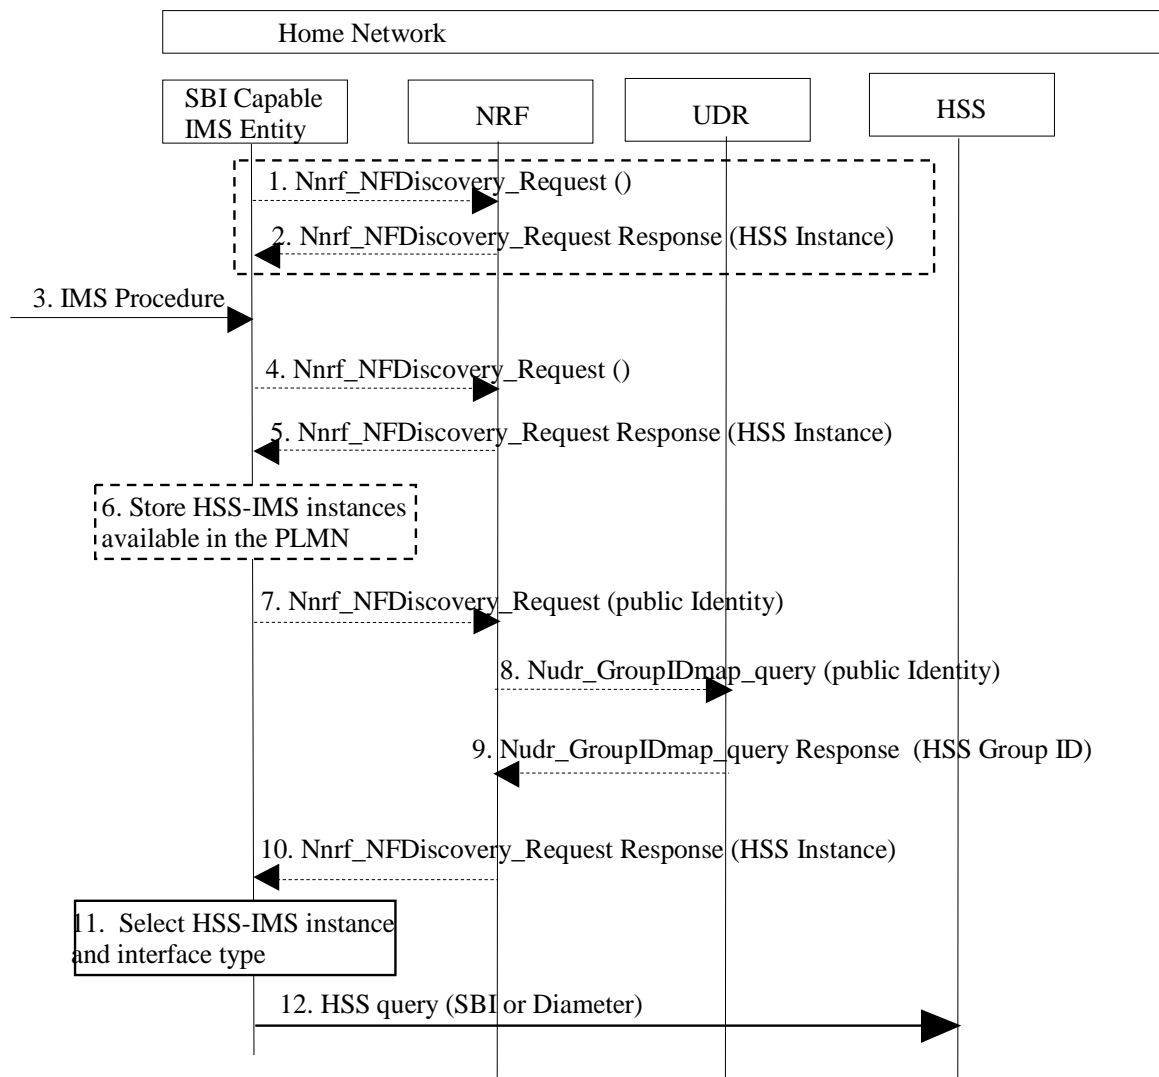 Home Network
SBI Capable
IMS Entity
NRF
UDR
HSS
1. Nnrf_NFDiscovery_Request ()
2. Nnrf_NFDiscovery_Request Response (HSS Instance)
3. IMS Procedure
4. Nnrf_NFDiscovery_Request ()
5. Nnrf_NFDiscovery_Request Response (HSS Instance)
6. Store HSS-IMS instances
available in the PLMN
7. Nnrf_NFDiscovery_Request (public Identity)
8. Nudr_GroupIDmap_query (public Identity)
9. Nudr_GroupIDmap_query Response (HSS Group ID)
10. Nnrf_NFDiscovery_Request Response (HSS Instance)
11. Select HSS-IMS instance
and interface type
12. HSS query (SBI or Diameter)